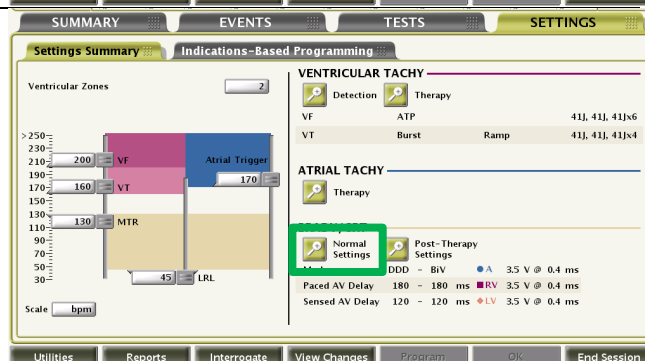 SUMMARY EVENTS TESTS SETTINGS
Settings Summary Indications-Based Programming
Ventricular Zones 2
>250
230
210
190
170
150
130
110
90
70
50
30
200 VF
160 VT
130 MTR
Atrial Trigger
170
45 LRL
Scale bpm
VENTRICULAR TACHY
Detection Therapy
VF ATP 41J, 41J, 41Jx6
VT Burst Ramp 41J, 41J, 41Jx4
ATRIAL TACHY
Therapy
Normal Settings Post-Therapy Settings
DDD - BiV A 3.5 V @ 0.4 ms
Paced AV Delay 180 - 180 ms RV 3.5 V @ 0.4 ms
Sensed AV Delay 120 - 120 ms LV 3.5 V @ 0.4 ms
Utilities Reports Interrogate View Changes Program OK End Session